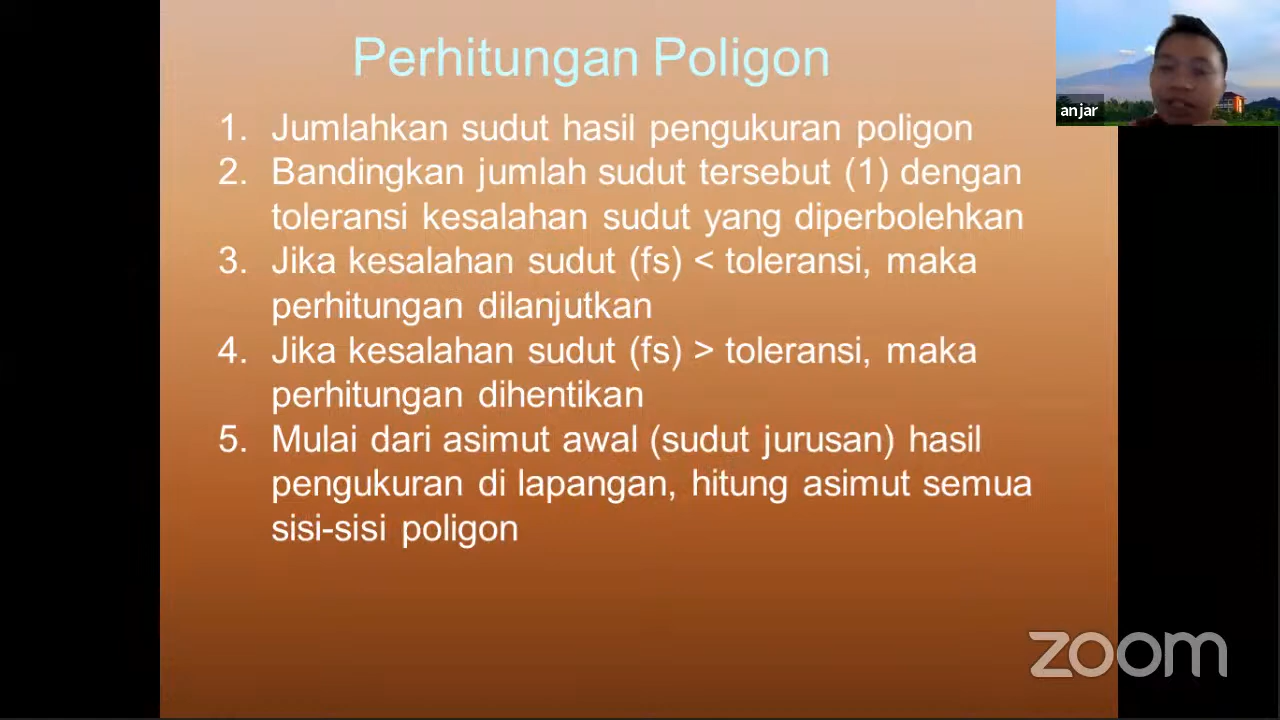 Perhitungan Poligon
anjar
1. Jumlahkan sudut hasil pengukuran poligon
2. Bandingkan jumlah sudut tersebut (1) dengan
toleransi kesalahan sudut yang diperbolehkan
3. Jika kesalahan sudut (fs) < toleransi, maka
perhitungan dilanjutkan
4. Jika kesalahan sudut (fs) > toleransi, maka
perhitungan dihentikan
5. Mulai dari asimut awal (sudut jurusan) hasil
pengukuran di lapangan, hitung asimut semua
sisi-sisi poligon
zoom